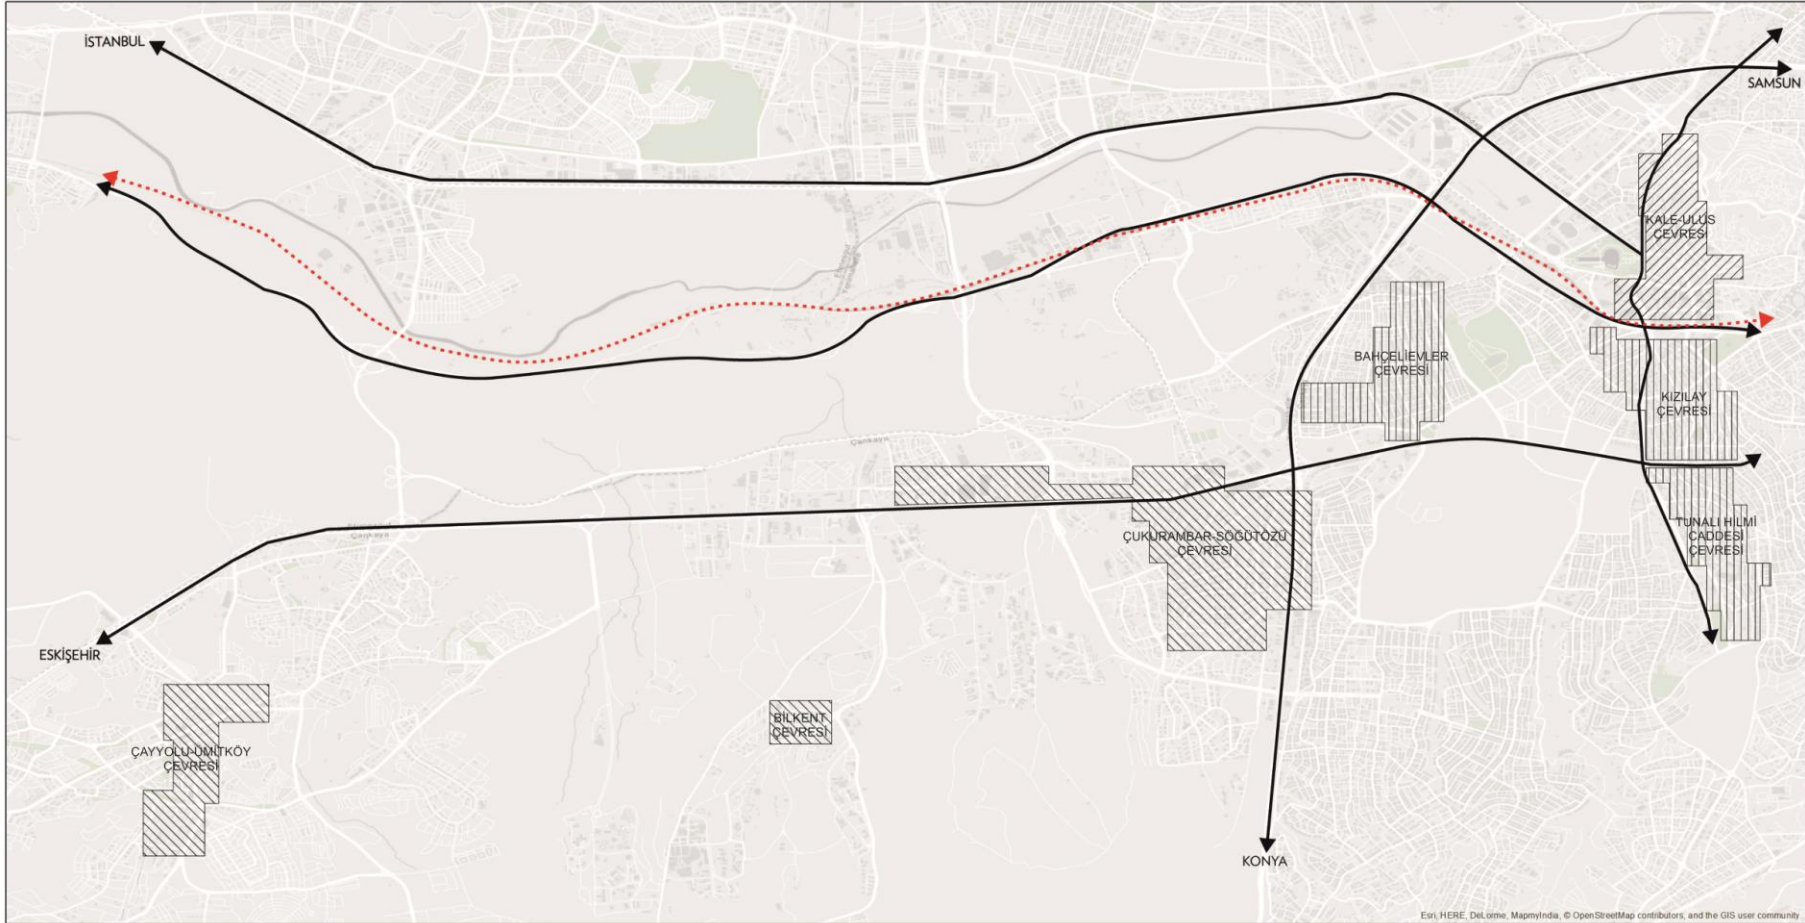 İSTANBUL
SAMSUN
KALE-ULUS
ÇEVRESİ
BAHÇELİEVLER
ÇEVRESİ
KIZILAY
ÇEVRESİ
Çankaya
TUNALI HİLMİ
CADDESİ
ÇEVRESİ
ÇUKURAMBAR-SÖĞÜTÖZÜ
ÇEVRESİ
Çankaya
ESKİŞEHİR
BİLKENT
ÇEVRESİ
ÇAYYOLU-ÜMİTKÖY
ÇEVRESİ
KONYA
Esri, HERE, DeLorme, MapmyIndia, © OpenStreetMap contributors, and the GIS user community